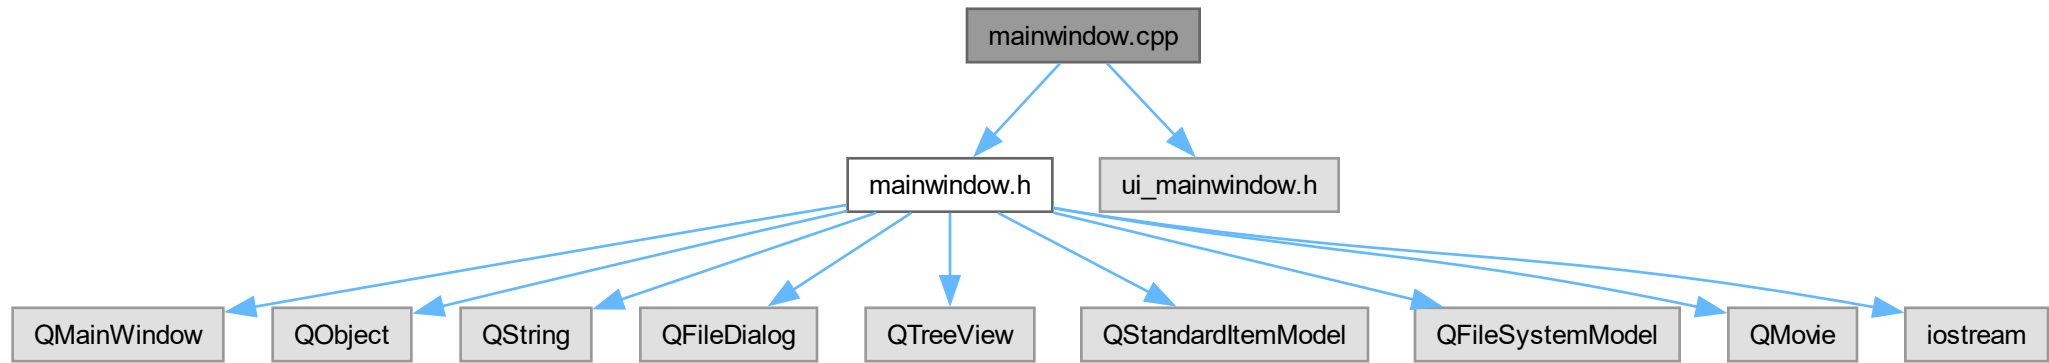 mainwindow.cpp
mainwindow.h
ui_mainwindow.h
QMainWindow
QObject
QString
QFileDialog
QTreeView
QStandardItemModel
QFileSystemModel
QMovie
iostream